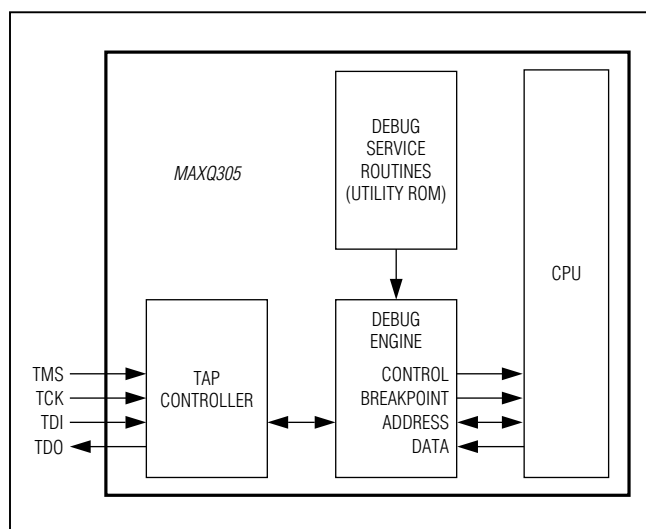 MAXQ305
DEBUG
SERVICE
ROUTINES
(UTILITY ROM)
CPU
TMS
TCK
TDI
TDO
TAP
CONTROLLER
DEBUG
ENGINE
CONTROL
BREAKPOINT
ADDRESS
DATA